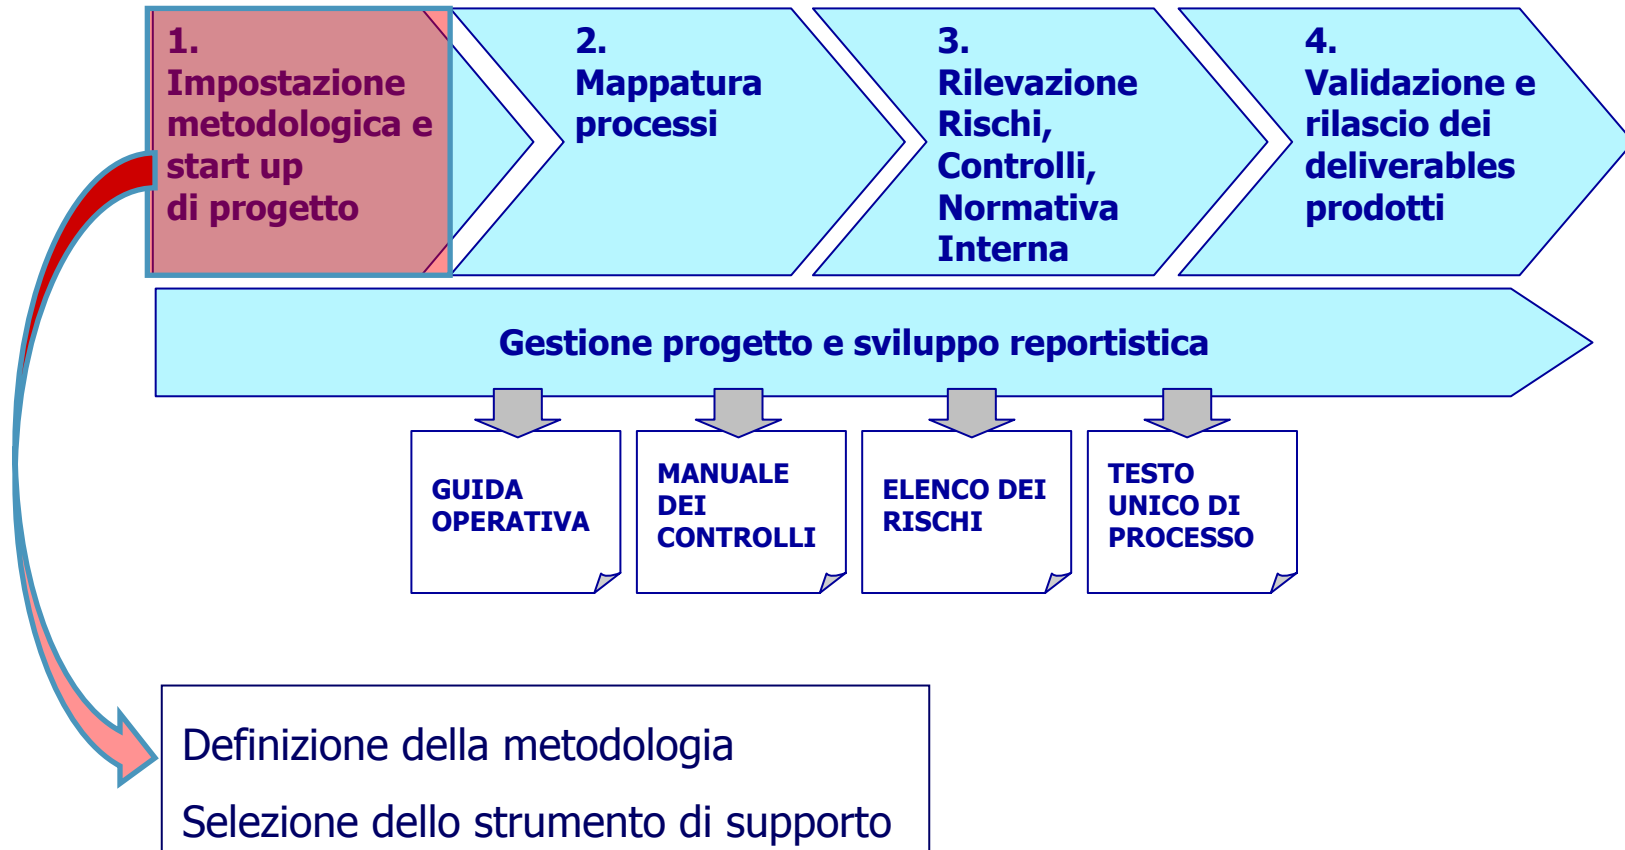 1.
Impostazione
metodologica e
start up
di progetto
2.
Mappatura
processi
3.
Rilevazione
Rischi,
Controlli,
Normativa
Interna
4.
Validazione e
rilascio dei
deliverables
prodotti
Gestione progetto e sviluppo reportistica
GUIDA
OPERATIVA
MANUALE
DEI
CONTROLLI
ELENCO DEI
RISCHI
TESTO
UNICO DI
PROCESSO
Definizione della metodologia
Selezione dello strumento di supporto